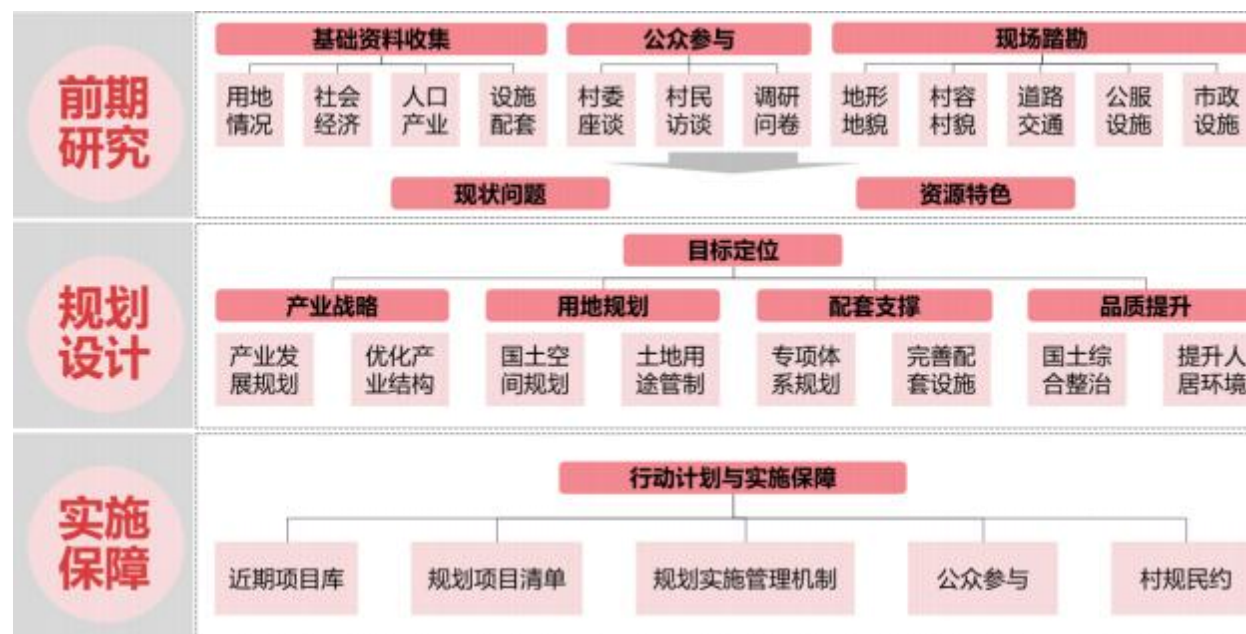 前期
研究
基础资料收集
公众参与
现场踏勘
用地
情况
社会
经济
人口
产业
设施
配套
村委
座谈
村民
访谈
调研
问卷
地形
地貌
村容
村貌
道路
交通
公服
设施
市政
设施
现状问题
资源特色
规划
设计
目标定位
产业战略
用地规划
配套支撑
品质提升
产业发
展规划
优化产
业结构
国土空
间规划
土地用
途管制
专项体
系规划
完善配
套设施
国土综
合整治
提升人
居环境
实施
保障
行动计划与实施保障
近期项目库
规划项目清单
规划实施管理机制
公众参与
村规民约